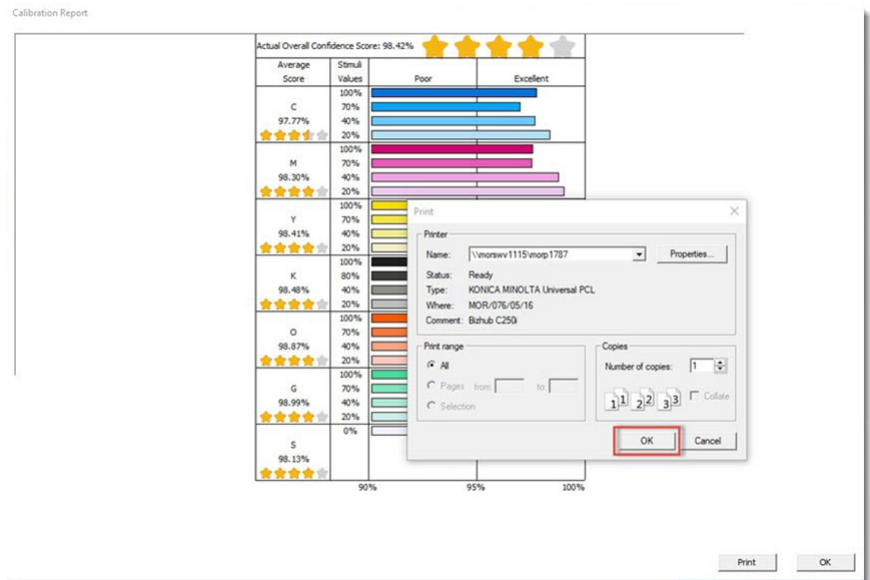 Calibration Report
Actual Overall Confidence Score: 98.42%
Average Score
Stimuli Values
Poor
Excellent
C
97.77%
100%
70%
40%
20%
M
98.30%
100%
70%
40%
20%
Y
98.41%
100%
70%
40%
20%
K
98.48%
100%
80%
40%
20%
O
98.87%
100%
70%
40%
20%
G
98.99%
100%
70%
40%
20%
S
98.13%
0%
90%
95%
100%
Print
Printer
Name: \\morswv1115\morp1787
Properties...
Status: Ready
Type: KONICA MINOLTA Universal PCL
Where: MOR/076/05/16
Comment: Bizhub C250i
Print range
All
Pages from: to:
Selection
Copies
Number of copies: 1
11 22 33
Collate
OK
Cancel
Print
OK